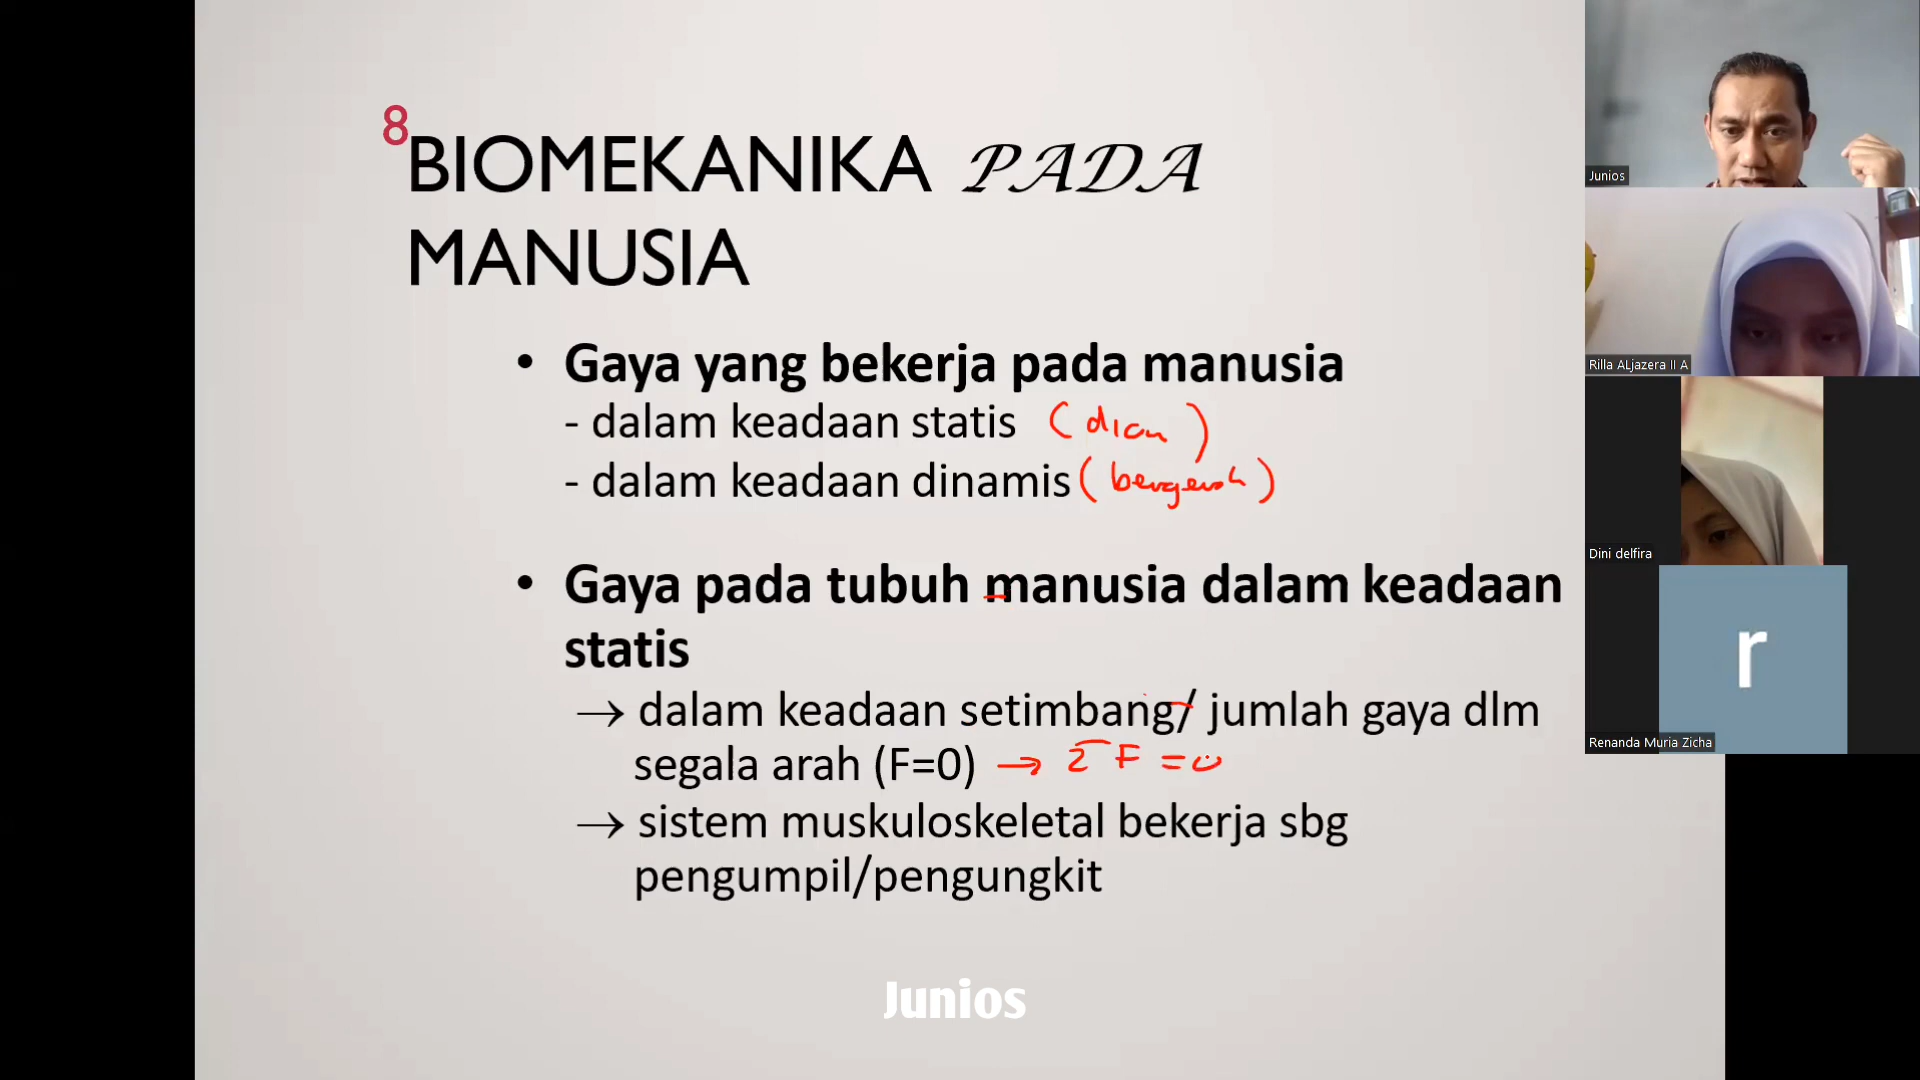 8
BIOMEKANIKA PADA
MANUSIA
• Gaya yang bekerja pada manusia
- dalam keadaan statis (diam)
- dalam keadaan dinamis (bergerak)
• Gaya pada tubuh manusia dalam keadaan
statis
→ dalam keadaan setimbang/ jumlah gaya dlm
segala arah (F=0) → Σ F = 0
→ sistem muskuloskeletal bekerja sbg
pengumpil/pengungkit
Junios
Junios
Rilla ALjazera II A
Dini delfira
r
Renanda Muria Zicha